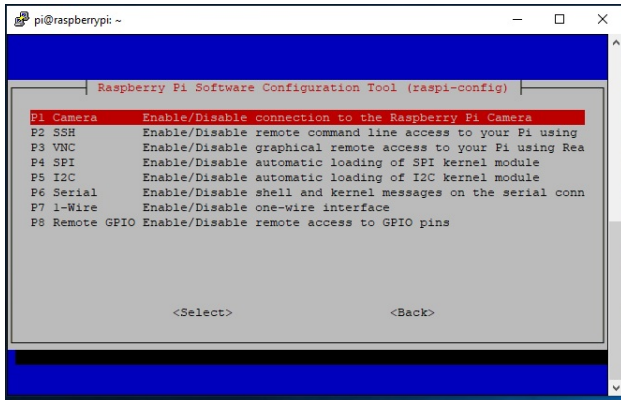 pi@raspberrypi: ~
Raspberry Pi Software Configuration Tool (raspi-config)
P1 Camera Enable/Disable connection to the Raspberry Pi Camera
P2 SSH Enable/Disable remote command line access to your Pi using
P3 VNC Enable/Disable graphical remote access to your Pi using Rea
P4 SPI Enable/Disable automatic loading of SPI kernel module
P5 I2C Enable/Disable automatic loading of I2C kernel module
P6 Serial Enable/Disable shell and kernel messages on the serial conn
P7 1-Wire Enable/Disable one-wire interface
P8 Remote GPIO Enable/Disable remote access to GPIO pins
<Select> <Back>